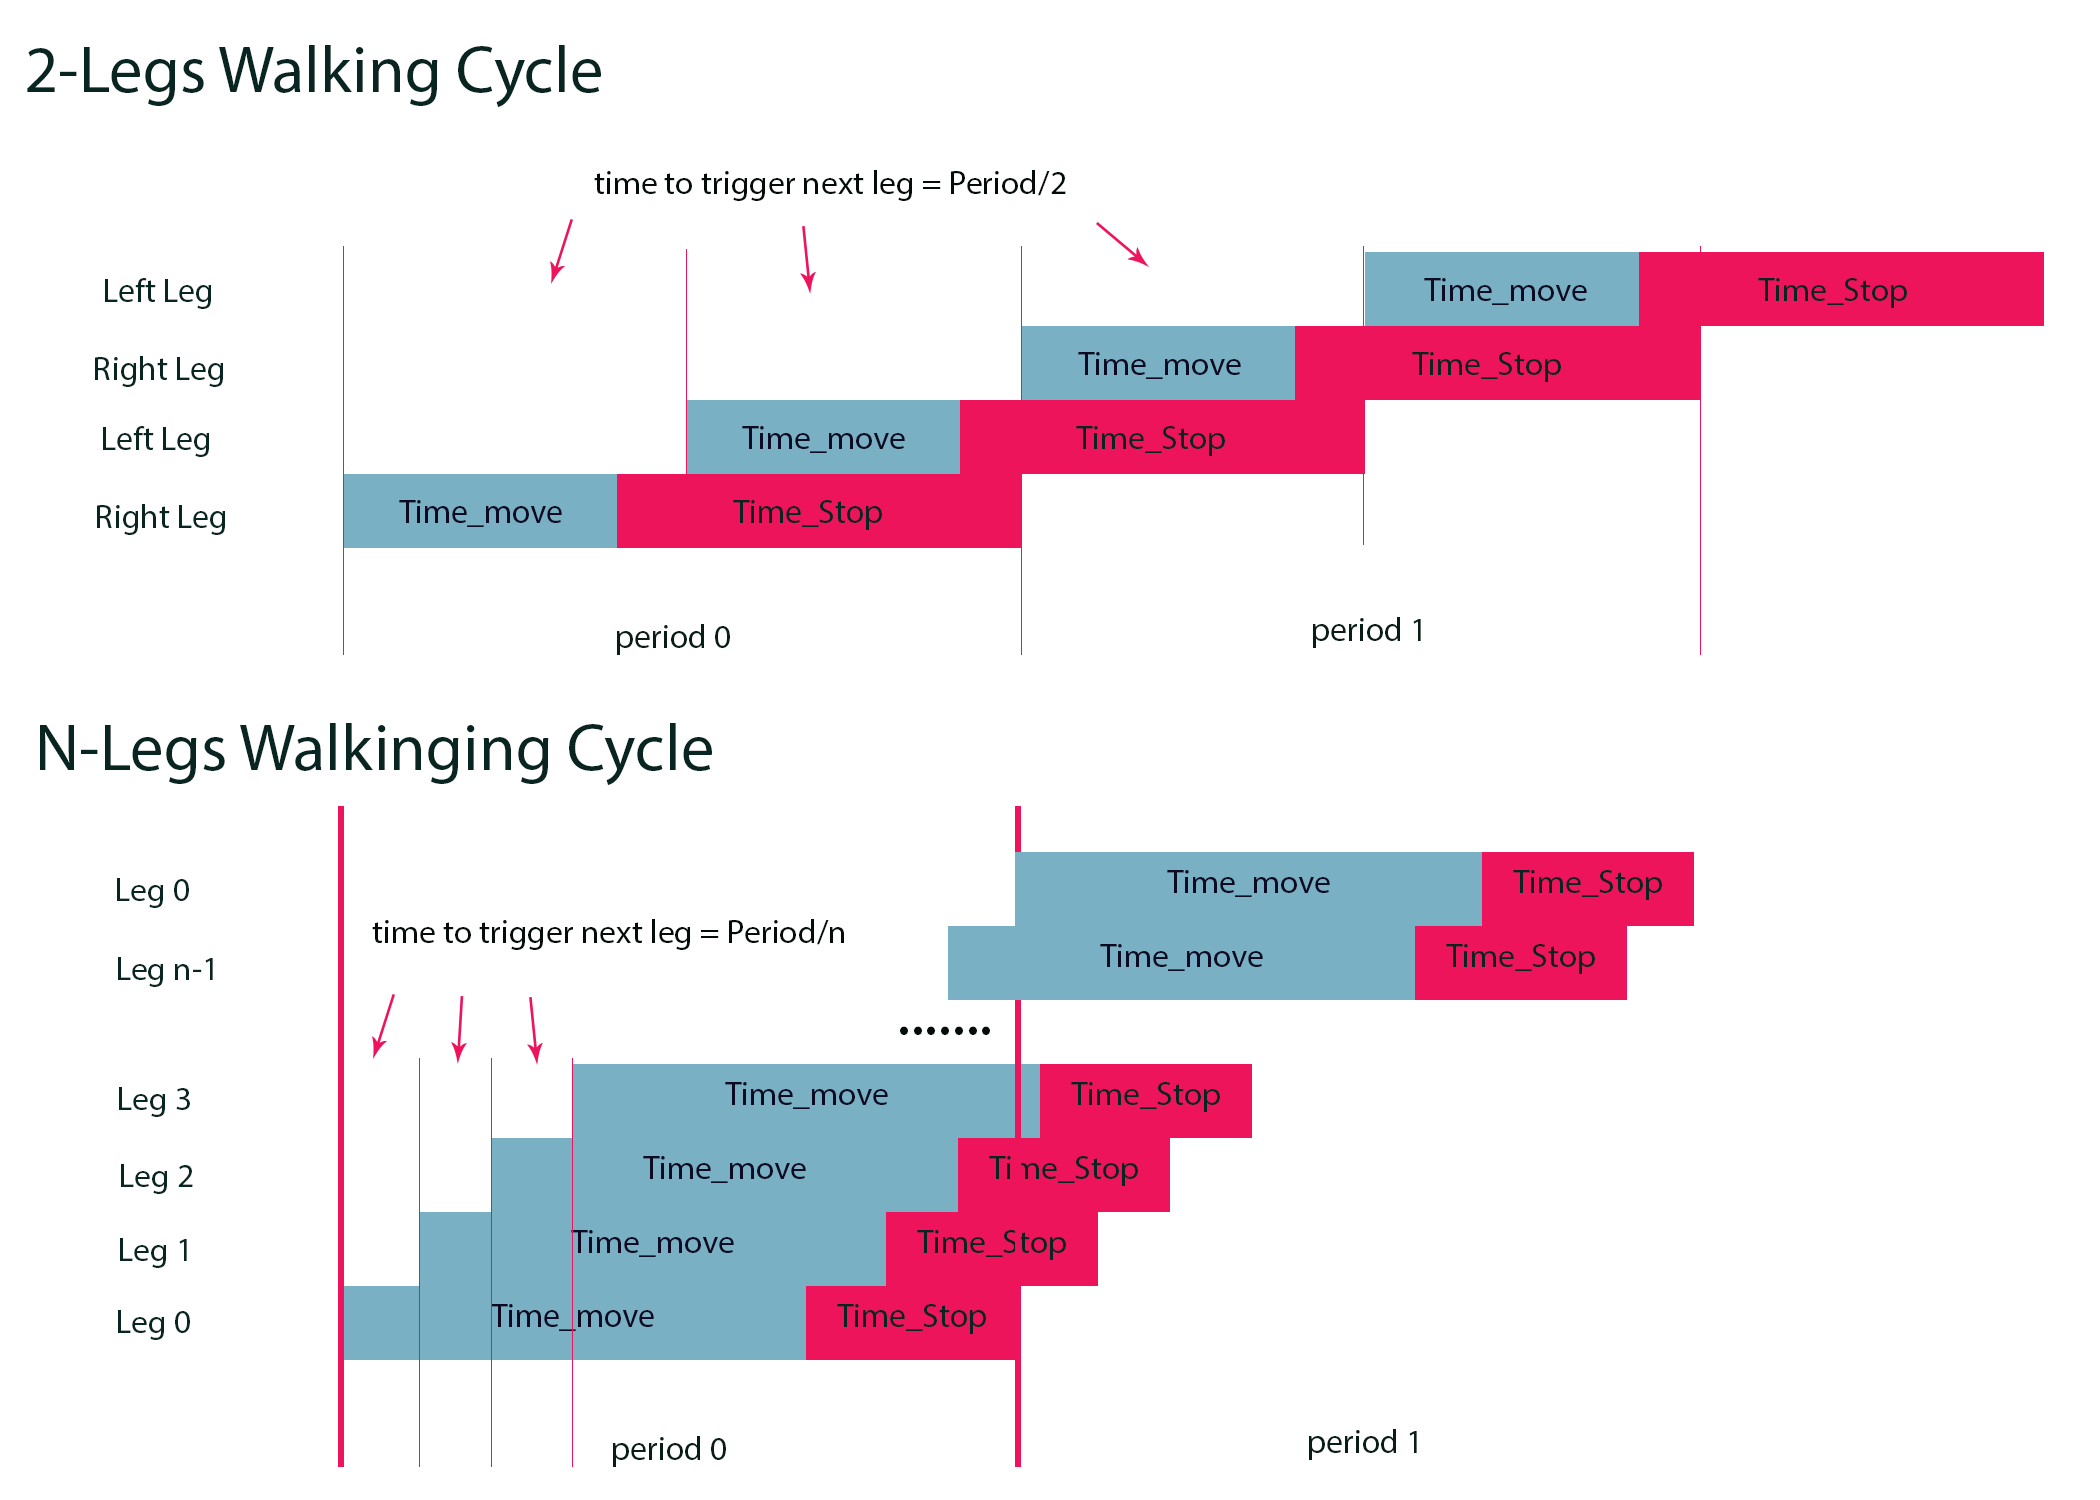 2-Legs Walking Cycle
time to trigger next leg = Period/2
Left Leg Time_move Time_Stop
Right Leg Time_move Time_Stop
Left Leg Time_move Time_Stop
Right Leg Time_move Time_Stop
period 0 period 1
N-Legs Walkinging Cycle
Leg 0 Time_move Time_Stop
time to trigger next leg = Period/n
Leg n-1 Time_move Time_Stop
.......
Leg 3 Time_move Time_Stop
Leg 2 Time_move Time_Stop
Leg 1 Time_move Time_Stop
Leg 0 Time_move Time_Stop
period 0 period 1